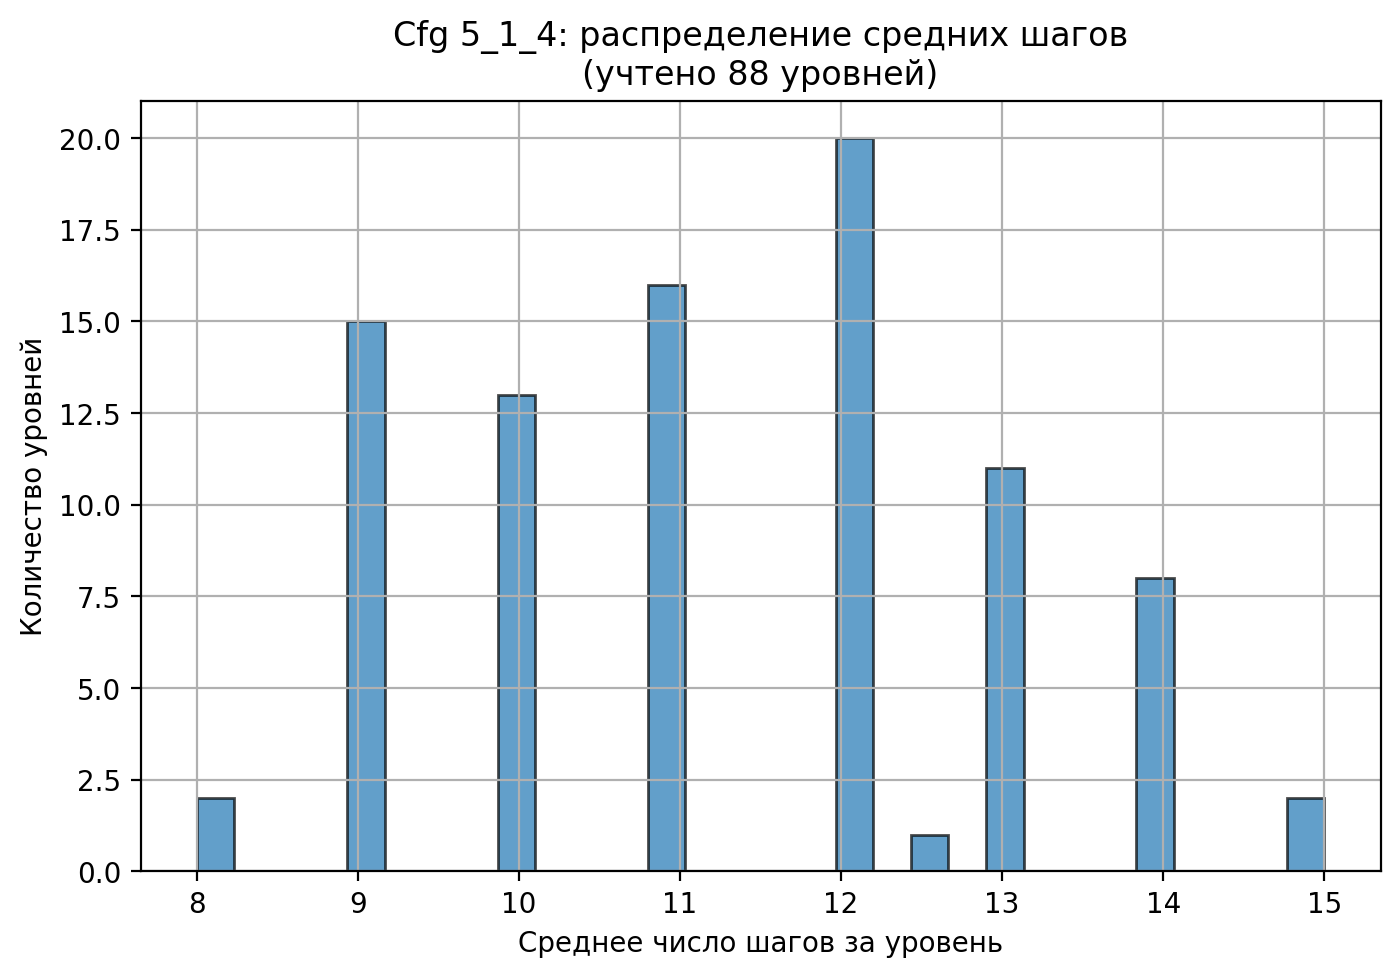 Cfg 5_1_4: распределение средних шагов
(учтено 88 уровней)
20.0
17.5
15.0
12.5
10.0
7.5
5.0
2.5
0.0
Количество уровней
8 9 10 11 12 13 14 15
Среднее число шагов за уровень